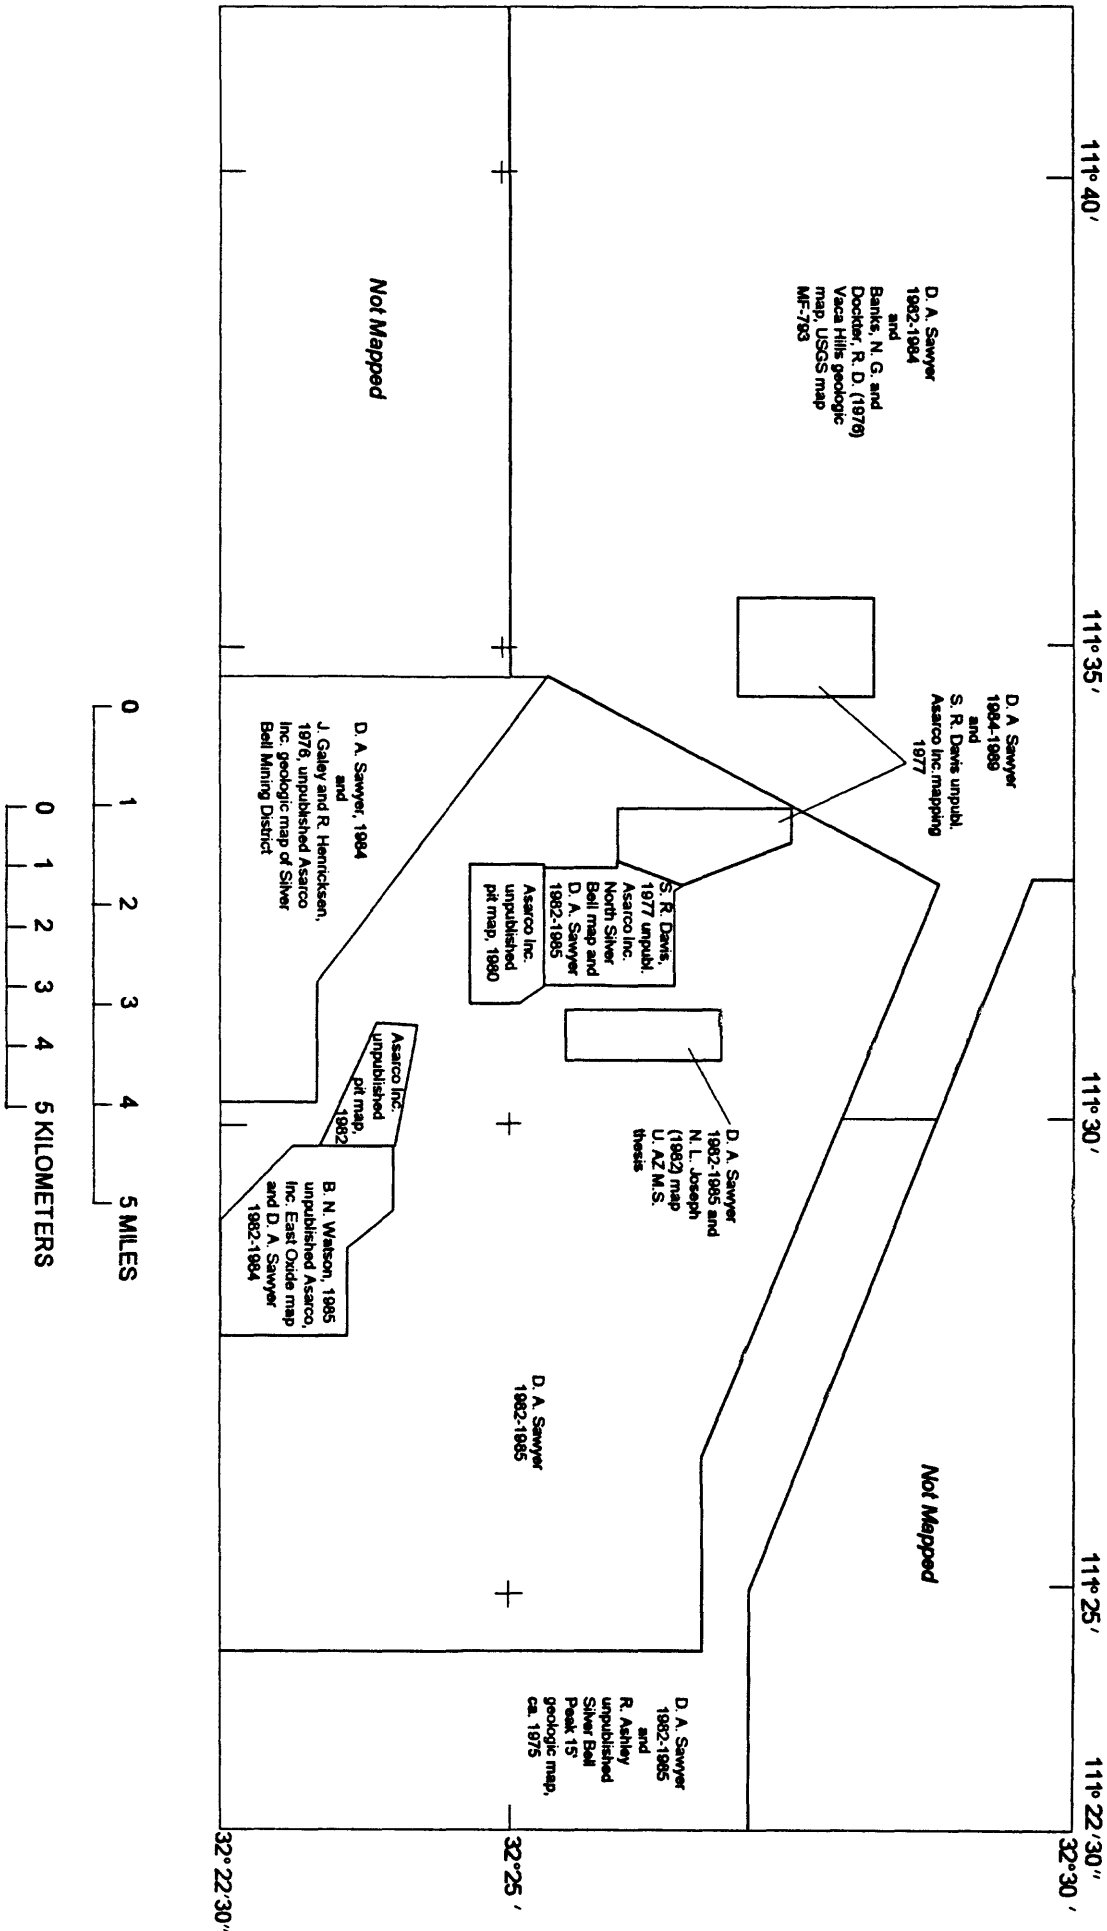 111° 40′
111° 35′
111° 30′
111° 25′
111° 22′30″
32° 30′
D. A. Sawyer
1982-1984
and
Banks, N. G. and
Dockter, R. D. (1976)
Vaca Hills geologic
map, USGS map
MF-793
D. A Sawyer
1984-1989
and
S. R. Davis unpubl.
Asarco Inc.mapping
1977
Not Mapped
D. A. Sawyer
1982-1985 and
N. L. Joseph
(1982) map
U. AZ M.S.
thesis
S. R. Davis,
1977 unpubl.
Asarco Inc.
North Silver
Bell map and
D. A. Sawyer
1982-1985
Asarco Inc.
unpublished
pit map, 1980
D. A. Sawyer
1982-1985
D. A. Sawyer
1982-1985
and
R. Ashley
unpublished
Silver Bell
Peak 15'
geologic map,
ca. 1975
32°25′
Not Mapped
D. A. Sawyer, 1984
and
J. Galey and R. Henricksen,
1976, unpublished Asarco
Inc. geologic map of Silver
Bell Mining District
Asarco Inc.
unpublished
pit map,
1982
B. N. Watson, 1985
unpublished Asarco,
Inc. East Oxide map
and D. A. Sawyer
1982-1984
32° 22′30″
0 1 2 3 4 5 MILES
0 1 2 3 4 5 KILOMETERS